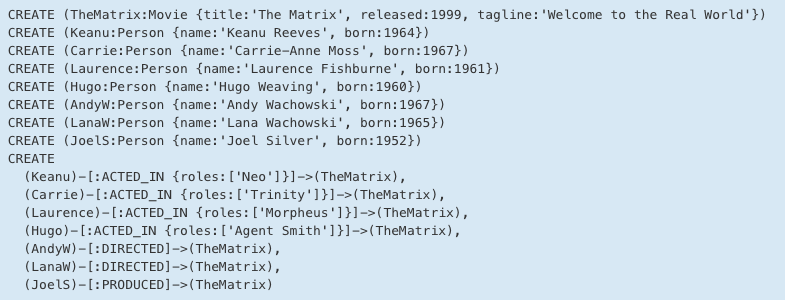 CREATE (TheMatrix:Movie {title:'The Matrix', released:1999, tagline:'Welcome to the Real World'})
CREATE (Keanu:Person {name:'Keanu Reeves', born:1964})
CREATE (Carrie:Person {name:'Carrie-Anne Moss', born:1967})
CREATE (Laurence:Person {name:'Laurence Fishburne', born:1961})
CREATE (Hugo:Person {name:'Hugo Weaving', born:1960})
CREATE (AndyW:Person {name:'Andy Wachowski', born:1967})
CREATE (LanaW:Person {name:'Lana Wachowski', born:1965})
CREATE (JoelS:Person {name:'Joel Silver', born:1952})
CREATE
  (Keanu)-[:ACTED_IN {roles:['Neo']}]->(TheMatrix),
  (Carrie)-[:ACTED_IN {roles:['Trinity']}]->(TheMatrix),
  (Laurence)-[:ACTED_IN {roles:['Morpheus']}]->(TheMatrix),
  (Hugo)-[:ACTED_IN {roles:['Agent Smith']}]->(TheMatrix),
  (AndyW)-[:DIRECTED]->(TheMatrix),
  (LanaW)-[:DIRECTED]->(TheMatrix),
  (JoelS)-[:PRODUCED]->(TheMatrix)